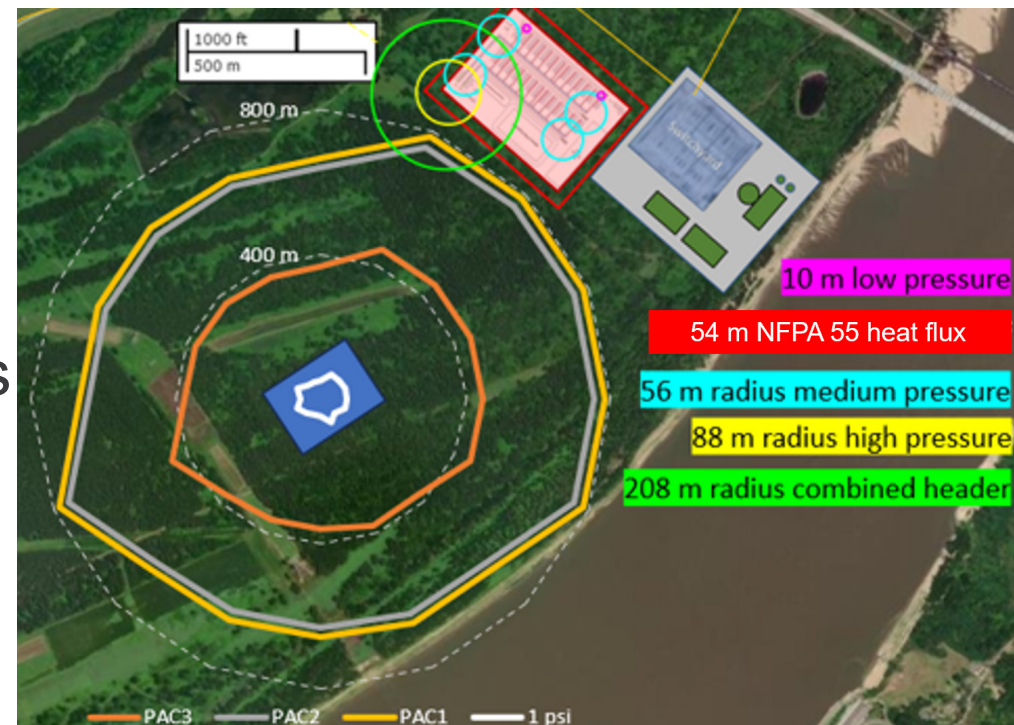 1000 ft
500 m
800 m
Switchyard
400 m
10 m low pressure
54 m NFPA 55 heat flux
s
56 m radius medium pressure
88 m radius high pressure
208 m radius combined header
PAC3 PAC2 PAC1 1 psi